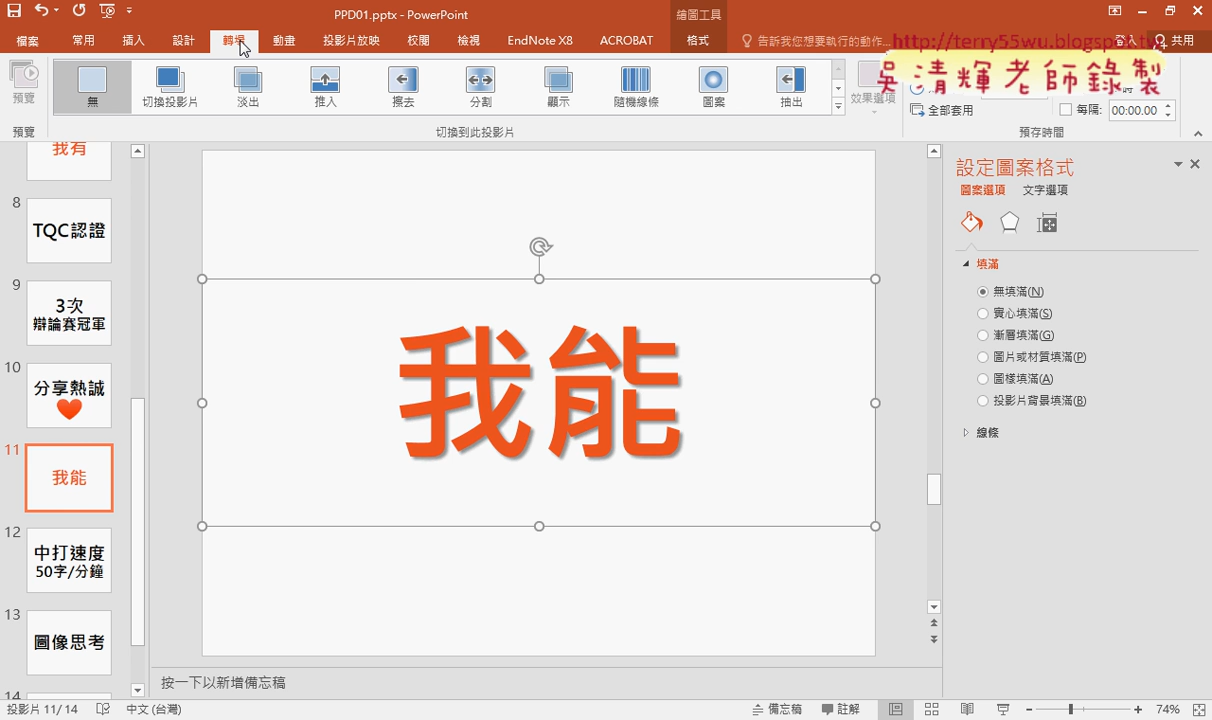 PPD01.pptx - PowerPoint
繪圖工具
檔案 常用 插入 設計 轉場 動畫 投影片放映 校閱 檢視 EndNote X8 ACROBAT 格式 告訴我您想要執行的動作... 登入 共用
http://terry55wu.blogspot.tw
吳清輝老師錄製
預覽 無 切換投影片 淡出 推入 擦去 分割 顯示 隨機線條 圖案 抽出 效果選項
全部套用 每隔: 00:00.00
預覽 切換到此投影片 預存時間
我有
8
TQC認證
9
3次
辯論賽冠軍
10
分享熱誠
11
我能
12
中打速度
50字/分鐘
13
圖像思考
14
我能
設定圖案格式
圖案選項 文字選項
填滿
無填滿(N)
實心填滿(S)
漸層填滿(G)
圖片或材質填滿(P)
圖樣填滿(A)
投影片背景填滿(B)
線條
按一下以新增備忘稿
投影片 11/14 中文 (台灣) 備忘稿 註解 74%